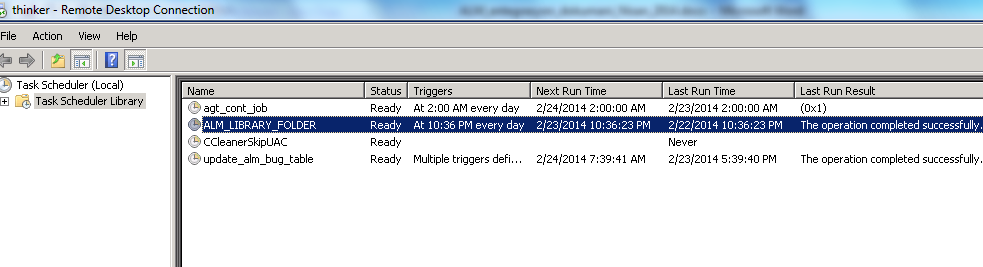 thinker - Remote Desktop Connection
File Action View Help
Task Scheduler (Local)
Task Scheduler Library
Name Status Triggers Next Run Time Last Run Time Last Run Result
agt_cont_job Ready At 2:00 AM every day 2/24/2014 2:00:00 AM 2/23/2014 2:00:00 AM (0x1)
ALM_LIBRARY_FOLDER Ready At 10:36 PM every day 2/23/2014 10:36:23 PM 2/22/2014 10:36:23 PM The operation completed successfully.
CCleanerSkipUAC Ready Never
update_alm_bug_table Ready Multiple triggers defi... 2/24/2014 7:39:41 AM 2/23/2014 5:39:40 PM The operation completed successfully.